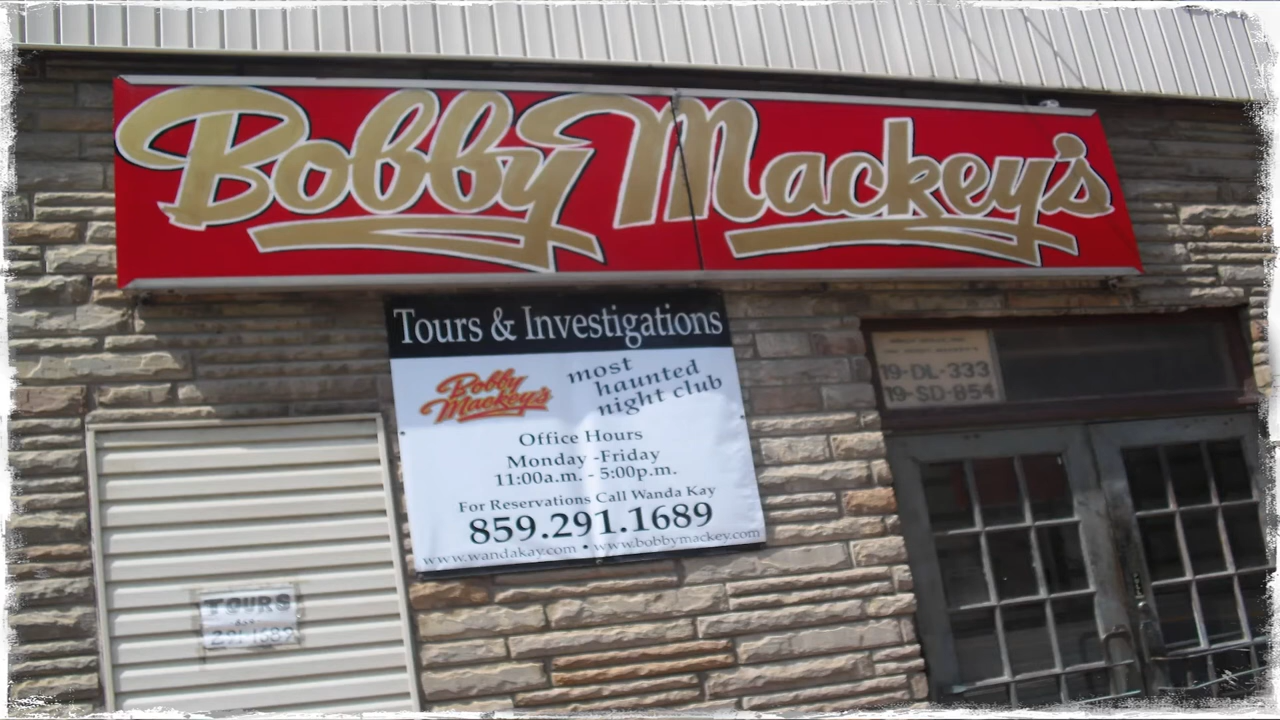 Bobby Mackey's
Tours & Investigations
Bobby
Mackey's
most
haunted
night club
Office Hours
Monday -Friday
11:00a.m. - 5:00p.m.
For Reservations Call Wanda Kay
859.291.1689
www.wandakay.com • www.bobbymackey.com
19-DL-333
19-SD-854
TOURS
291-1689